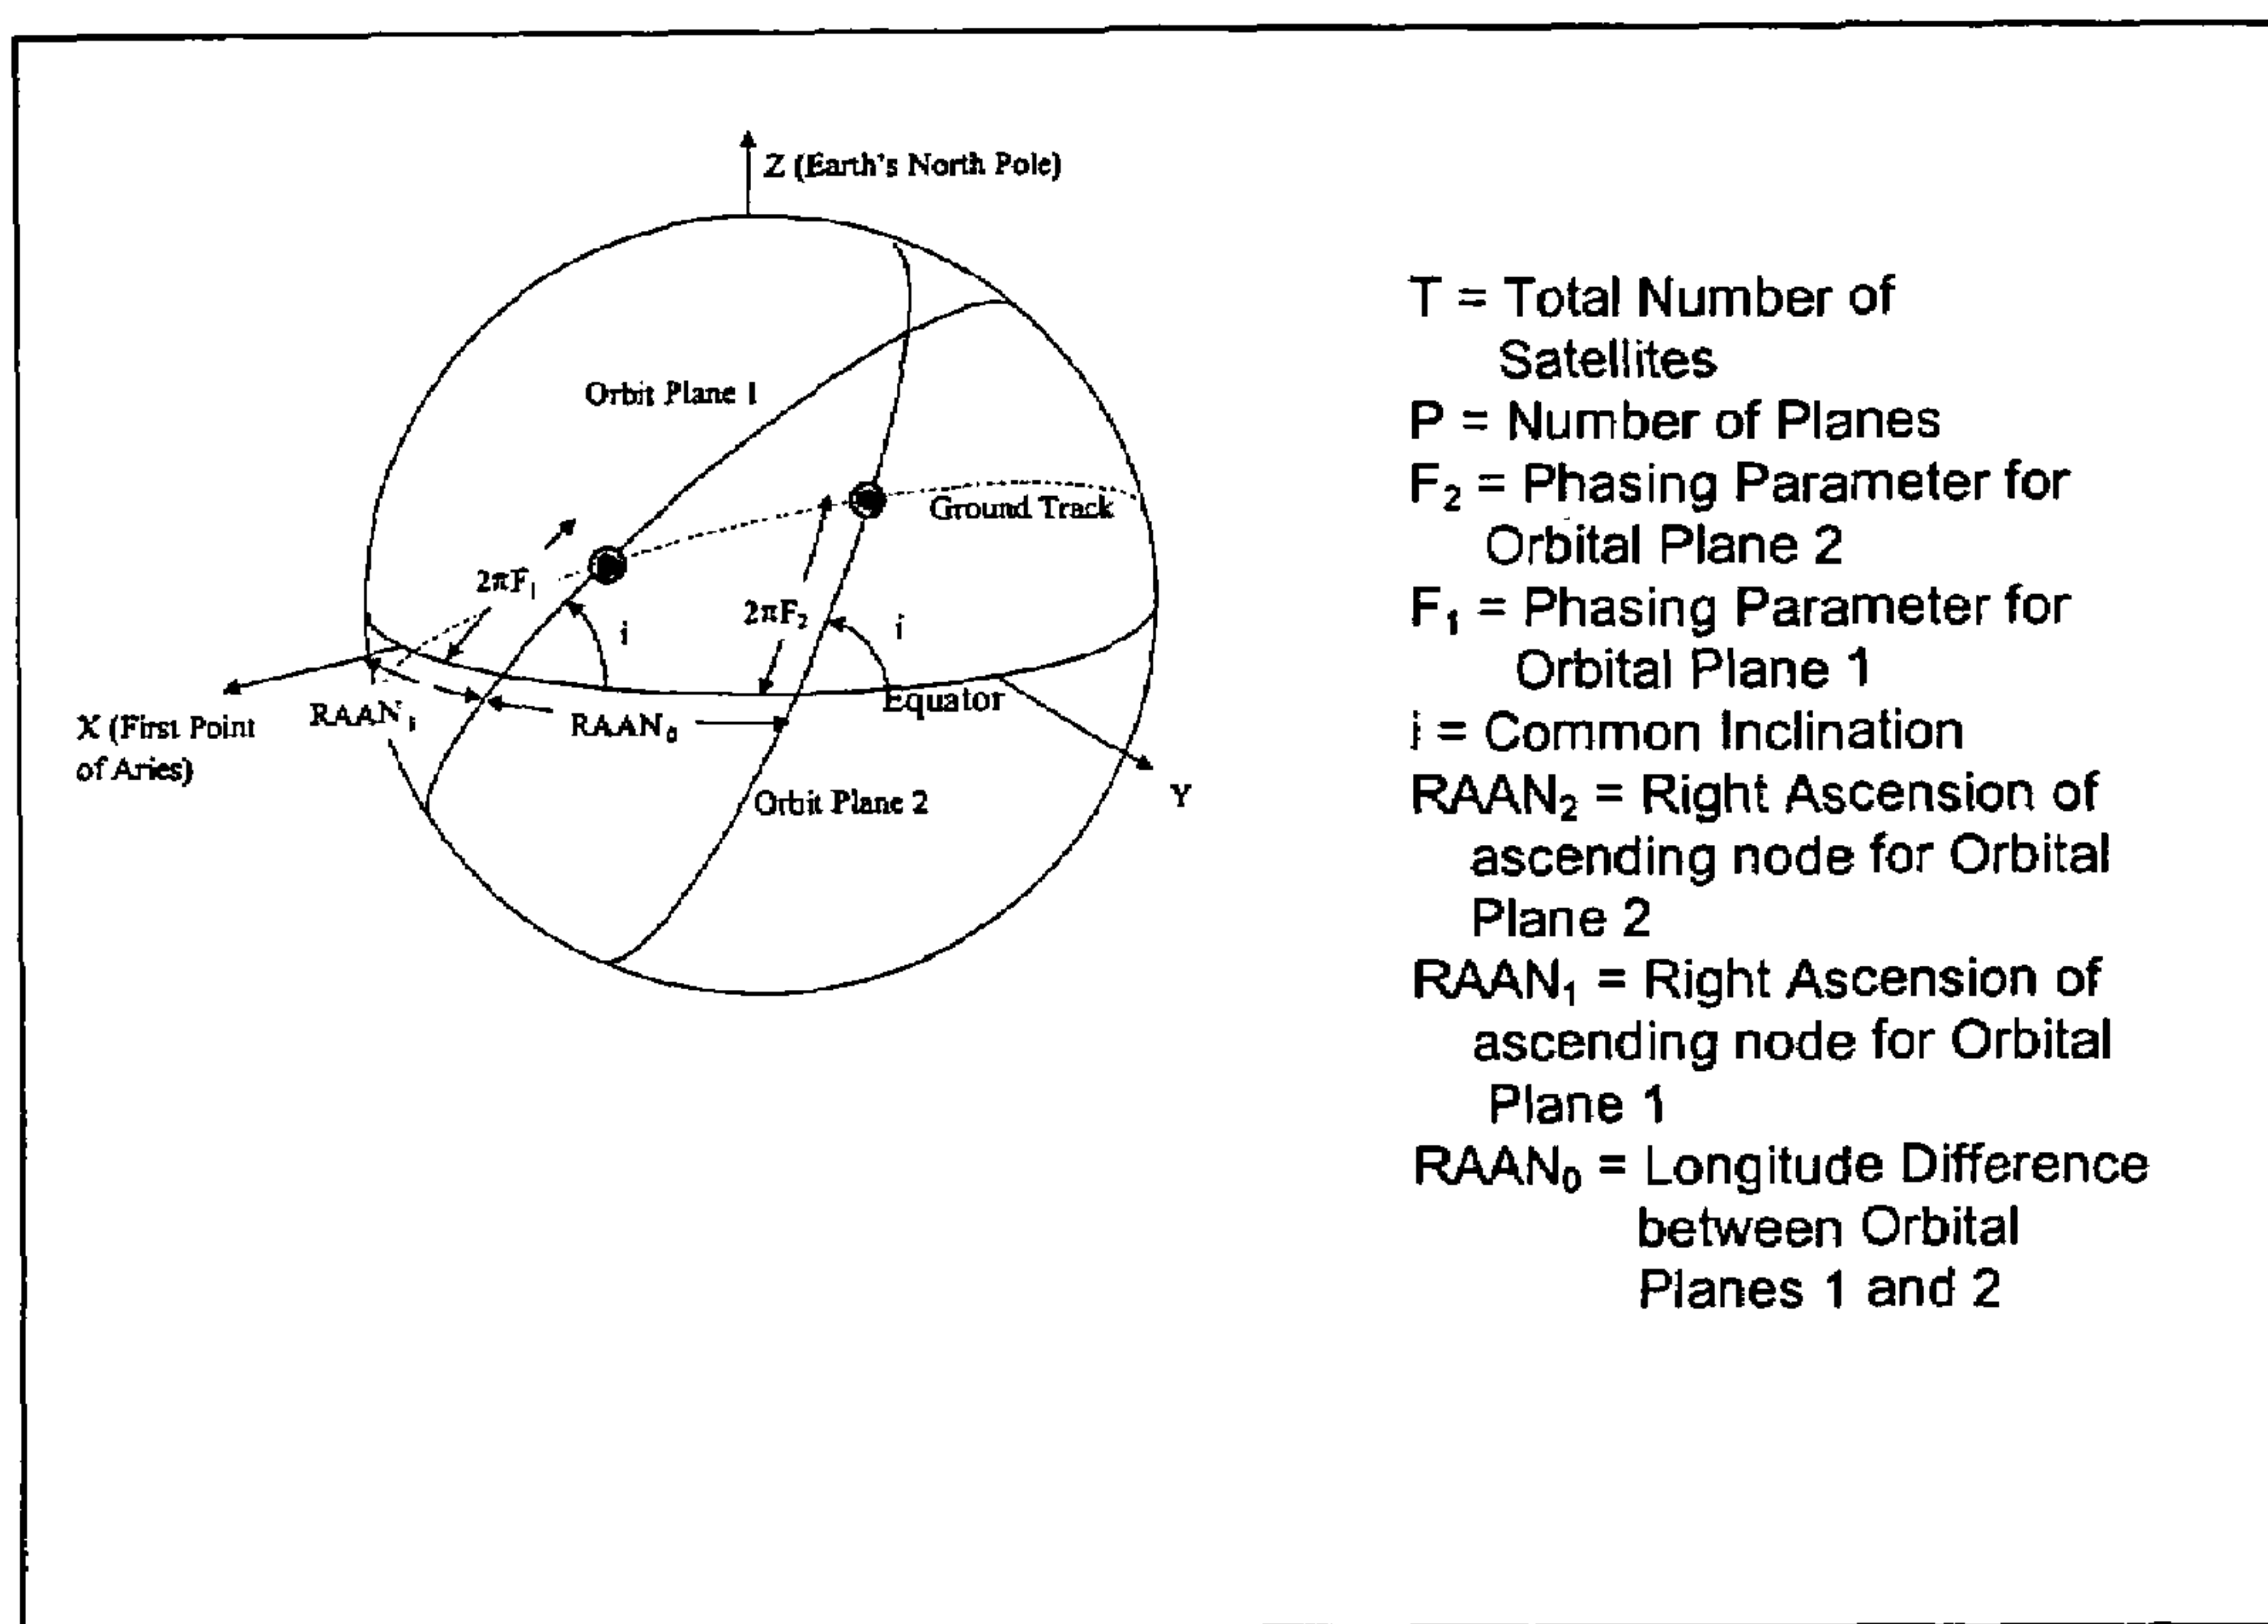 Z (Earth's North Pole)
Orbit Plane 1
Ground Track
2πF₁
i
2πF₂
i
Equator
RAAN₁
RAAN₀
X (First Point
of Aries)
Y
Orbit Plane 2
T = Total Number of
Satellites
P = Number of Planes
F₂ = Phasing Parameter for
Orbital Plane 2
F₁ = Phasing Parameter for
Orbital Plane 1
i = Common Inclination
RAAN₂ = Right Ascension of
ascending node for Orbital
Plane 2
RAAN₁ = Right Ascension of
ascending node for Orbital
Plane 1
RAAN₀ = Longitude Difference
between Orbital
Planes 1 and 2